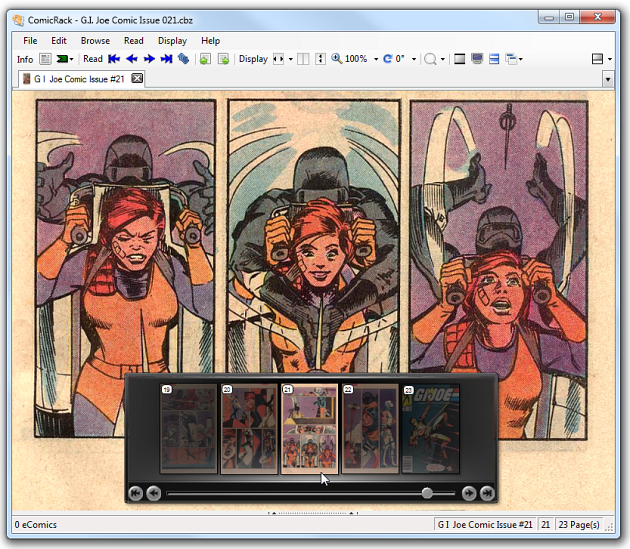 ComicRack - G.I. Joe Comic Issue 021.cbz
File Edit Browse Read Display Help
Info Read Display 100% 0°
G I Joe Comic Issue #21
19 20 21 22 23
G.I.JOE
0 eComics G I Joe Comic Issue #21 21 23 Page(s)